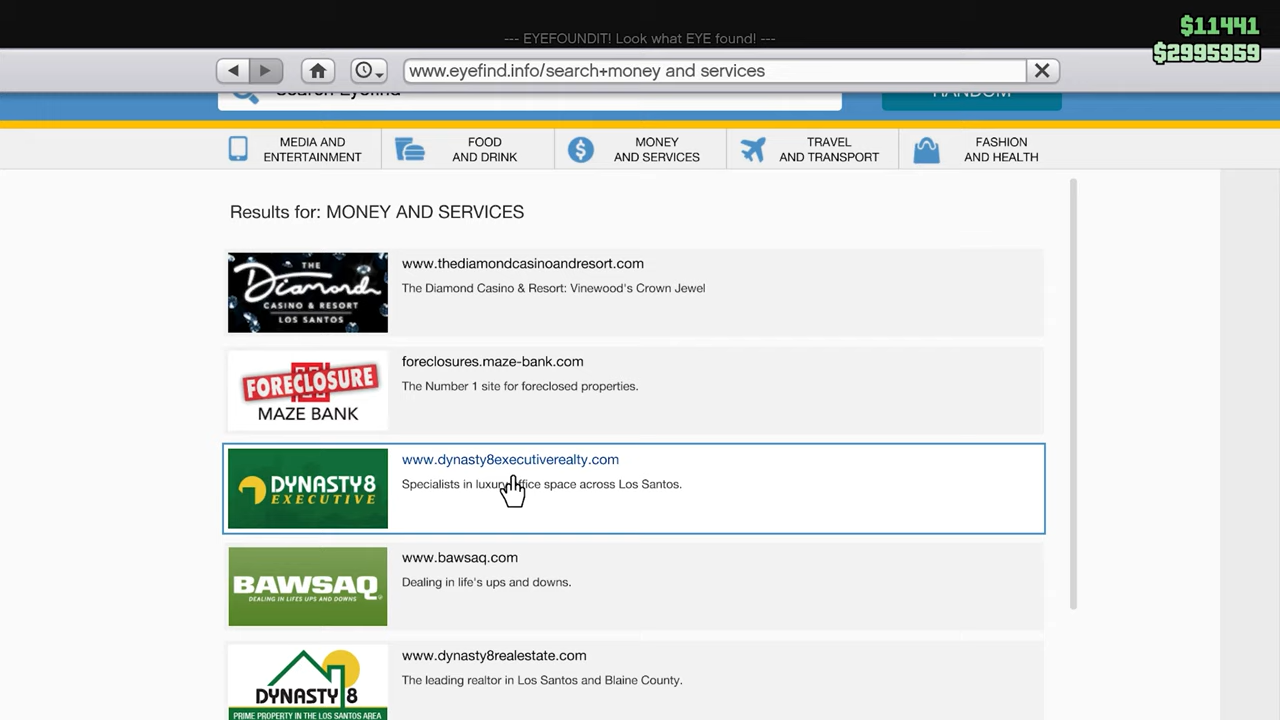 $11441
--- EYEFOUNDIT! Look what EYE found! ---
$2995959
www.eyefind.info/search+money and services
Search Eyefind
RANDOM
MEDIA AND
ENTERTAINMENT
FOOD
AND DRINK
MONEY
AND SERVICES
TRAVEL
AND TRANSPORT
FASHION
AND HEALTH
Results for: MONEY AND SERVICES
THE
Diamond
CASINO & RESORT
LOS SANTOS
www.thediamondcasinoandresort.com
The Diamond Casino & Resort: Vinewood's Crown Jewel
FORECLOSURE
MAZE BANK
foreclosures.maze-bank.com
The Number 1 site for foreclosed properties.
DYNASTY 8
EXECUTIVE
www.dynasty8executiverealty.com
Specialists in luxury office space across Los Santos.
BAWSAQ
DEALING IN LIFES UPS AND DOWNS
www.bawsaq.com
Dealing in life's ups and downs.
DYNASTY 8
PRIME PROPERTY IN THE LOS SANTOS AREA
www.dynasty8realestate.com
The leading realtor in Los Santos and Blaine County.